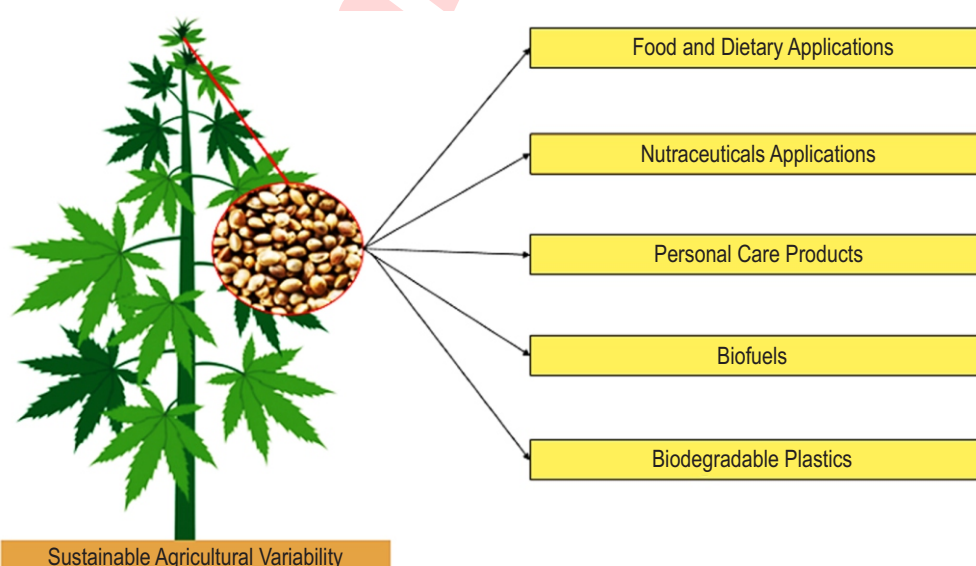 Food and Dietary Applications
Nutraceuticals Applications
Personal Care Products
Biofuels
Biodegradable Plastics
Sustainable Agricultural Variability